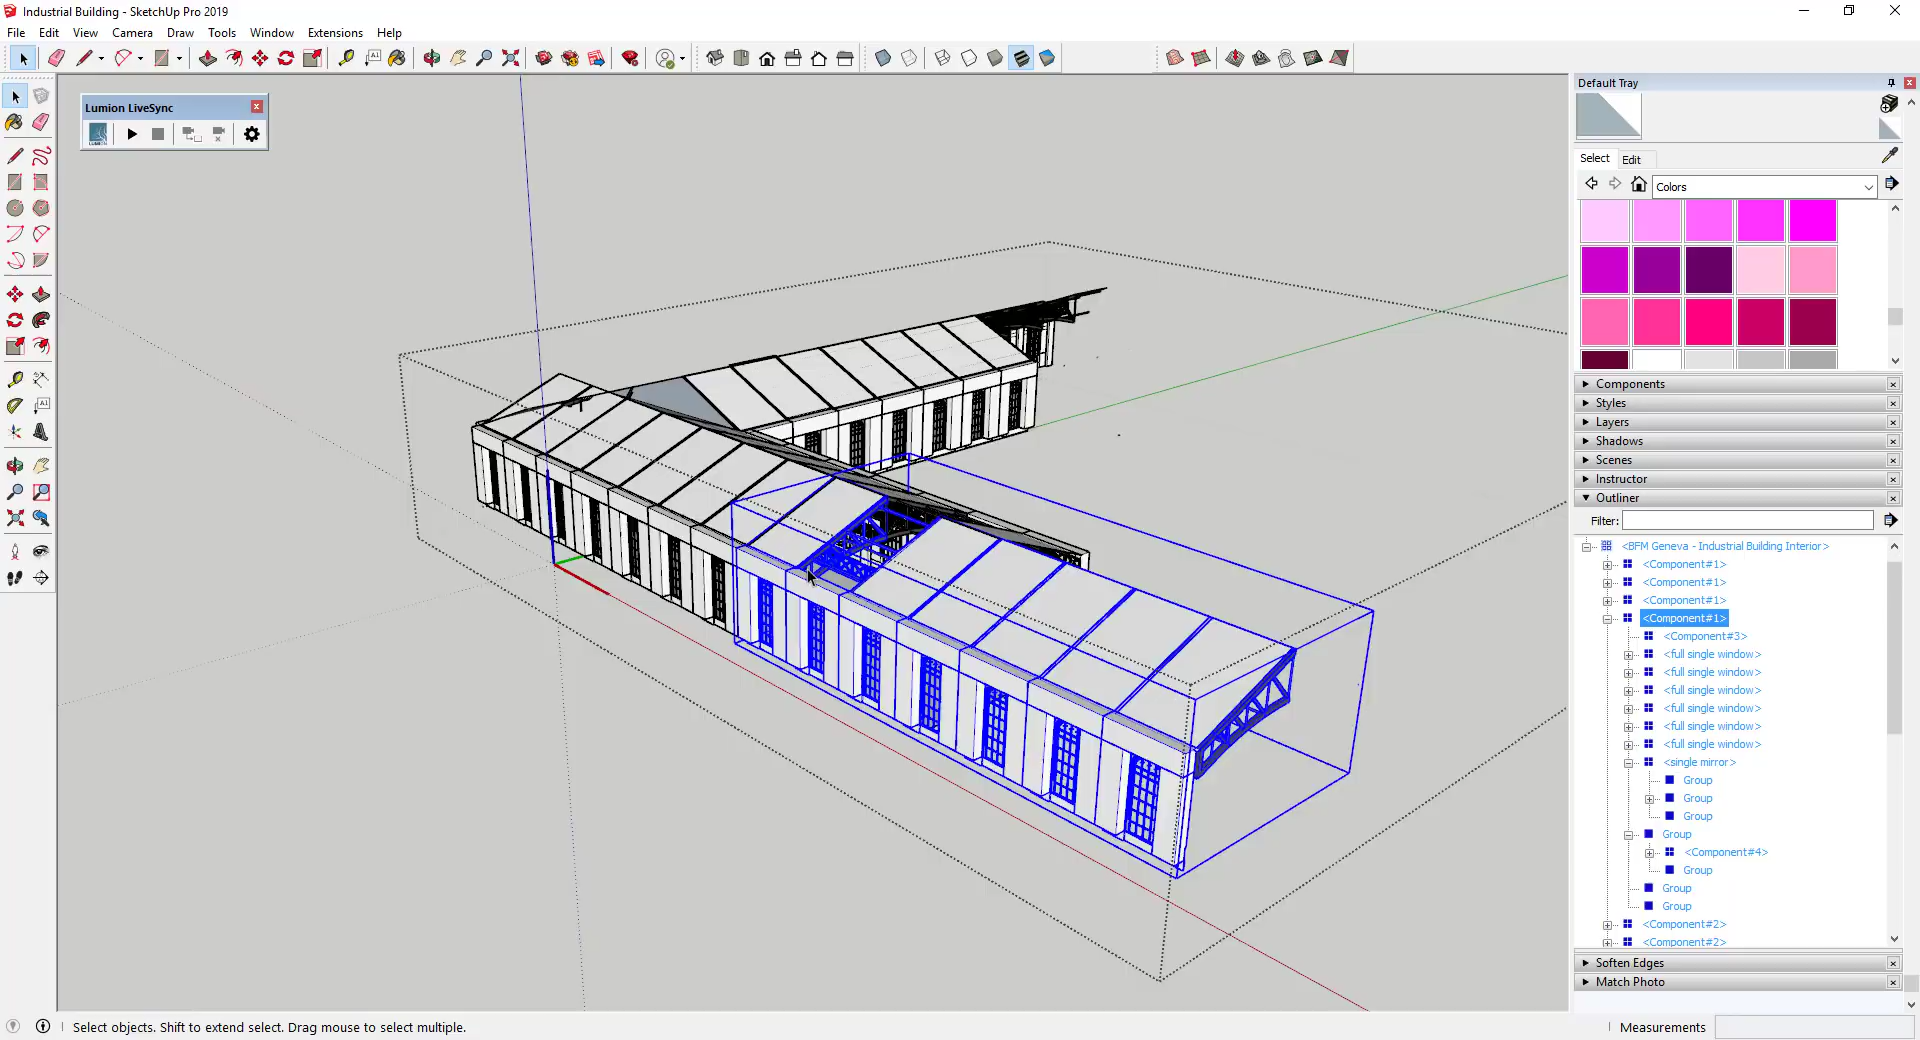 Industrial Building - SketchUp Pro 2019
File Edit View Camera Draw Tools Window Extensions Help
Lumion LiveSync
LUMION
Default Tray
Select Edit
Colors
Components
Styles
Layers
Shadows
Scenes
Instructor
Outliner
Filter:
<BFM Geneva - Industrial Building Interior>
<Component#1>
<Component#1>
<Component#1>
<Component#1>
<Component#3>
<full single window>
<full single window>
<full single window>
<full single window>
<full single window>
<full single window>
<single mirror>
Group
Group
Group
Group
<Component#4>
Group
Group
Group
<Component#2>
<Component#2>
Soften Edges
Match Photo
Select objects. Shift to extend select. Drag mouse to select multiple.
Measurements